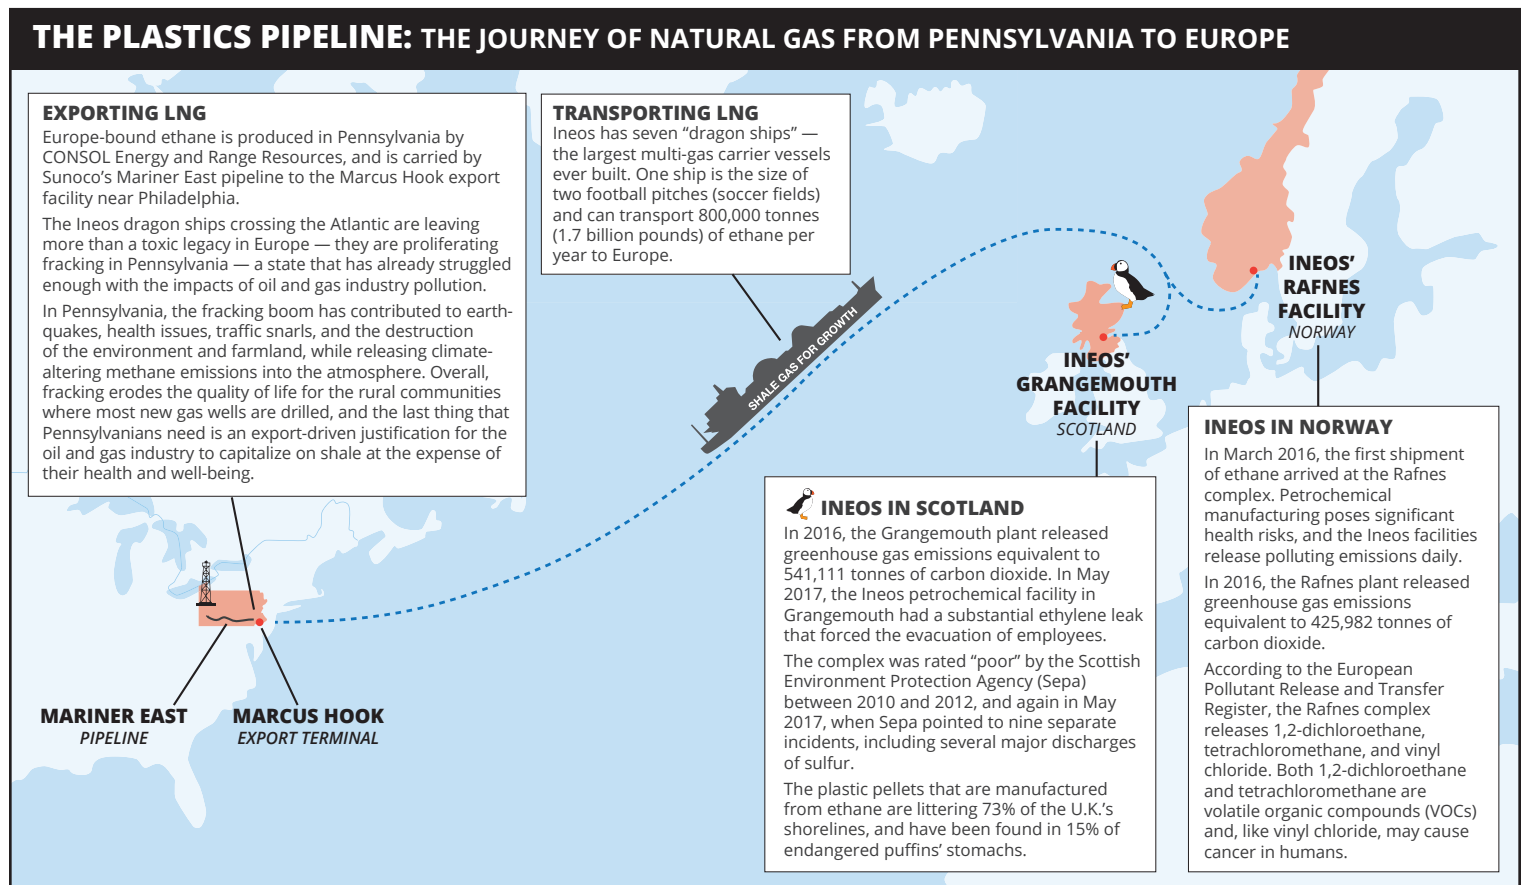 THE PLASTICS PIPELINE: THE JOURNEY OF NATURAL GAS FROM PENNSYLVANIA TO EUROPE
EXPORTING LNG
Europe-bound ethane is produced in Pennsylvania by
CONSOL Energy and Range Resources, and is carried by
Sunoco’s Mariner East pipeline to the Marcus Hook export
facility near Philadelphia.
The Ineos dragon ships crossing the Atlantic are leaving
more than a toxic legacy in Europe — they are proliferating
fracking in Pennsylvania — a state that has already struggled
enough with the impacts of oil and gas industry pollution.
In Pennsylvania, the fracking boom has contributed to earth-
quakes, health issues, traffic snarls, and the destruction
of the environment and farmland, while releasing climate-
altering methane emissions into the atmosphere. Overall,
fracking erodes the quality of life for the rural communities
where most new gas wells are drilled, and the last thing that
Pennsylvanians need is an export-driven justification for the
oil and gas industry to capitalize on shale at the expense of
their health and well-being.
TRANSPORTING LNG
Ineos has seven “dragon ships” —
the largest multi-gas carrier vessels
ever built. One ship is the size of
two football pitches (soccer fields)
and can transport 800,000 tonnes
(1.7 billion pounds) of ethane per
year to Europe.
SHALE GAS FOR GROWTH
INEOS’
RAFNES
FACILITY
NORWAY
INEOS’
GRANGEMOUTH
FACILITY
SCOTLAND
MARINER EAST
PIPELINE
MARCUS HOOK
EXPORT TERMINAL
INEOS IN SCOTLAND
In 2016, the Grangemouth plant released
greenhouse gas emissions equivalent to
541,111 tonnes of carbon dioxide. In May
2017, the Ineos petrochemical facility in
Grangemouth had a substantial ethylene leak
that forced the evacuation of employees.
The complex was rated “poor” by the Scottish
Environment Protection Agency (Sepa)
between 2010 and 2012, and again in May
2017, when Sepa pointed to nine separate
incidents, including several major discharges
of sulfur.
The plastic pellets that are manufactured
from ethane are littering 73% of the U.K.’s
shorelines, and have been found in 15% of
endangered puffins’ stomachs.
INEOS IN NORWAY
In March 2016, the first shipment
of ethane arrived at the Rafnes
complex. Petrochemical
manufacturing poses significant
health risks, and the Ineos facilities
release polluting emissions daily.
In 2016, the Rafnes plant released
greenhouse gas emissions
equivalent to 425,982 tonnes of
carbon dioxide.
According to the European
Pollutant Release and Transfer
Register, the Rafnes complex
releases 1,2-dichloroethane,
tetrachloromethane, and vinyl
chloride. Both 1,2-dichloroethane
and tetrachloromethane are
volatile organic compounds (VOCs)
and, like vinyl chloride, may cause
cancer in humans.